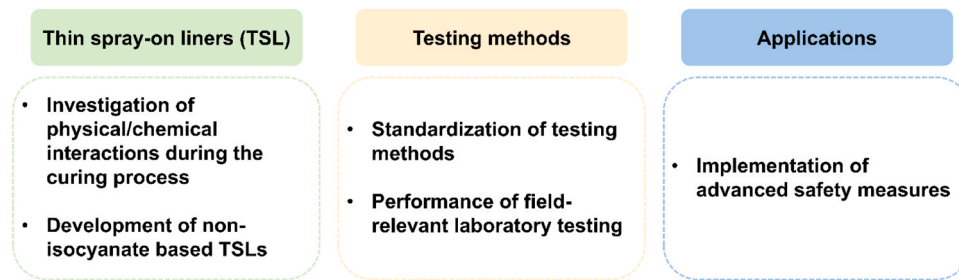 Thin spray-on liners (TSL)
• Investigation of
physical/chemical
interactions during the
curing process
• Development of non-
isocyanate based TSLs
Testing methods
• Standardization of testing
methods
• Performance of field-
relevant laboratory testing
Applications
• Implementation of
advanced safety measures